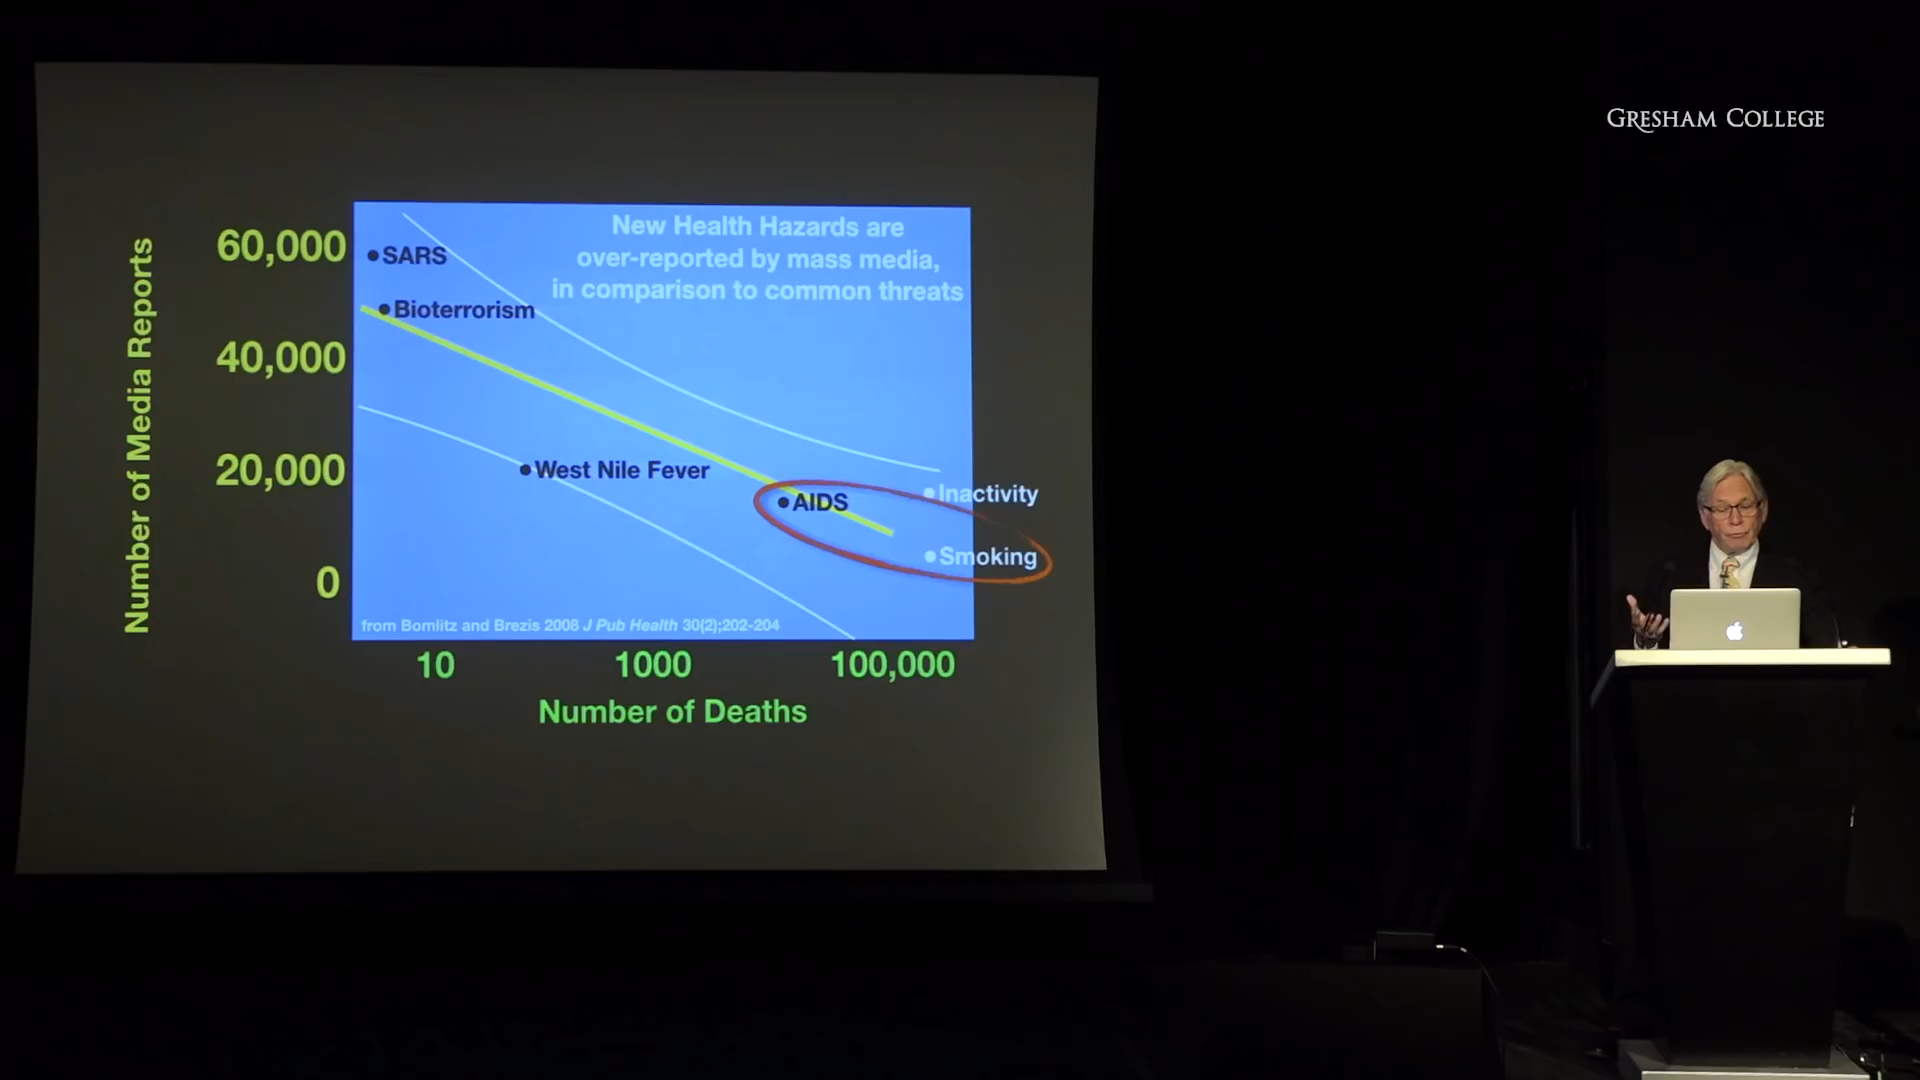 GRESHAM COLLEGE
New Health Hazards are
over-reported by mass media,
in comparison to common threats
Number of Media Reports
60,000
40,000
20,000
0
SARS
Bioterrorism
West Nile Fever
AIDS
Inactivity
Smoking
from Bomlitz and Brezis 2008 J Pub Health 30(2);202-204
10
1000
100,000
Number of Deaths